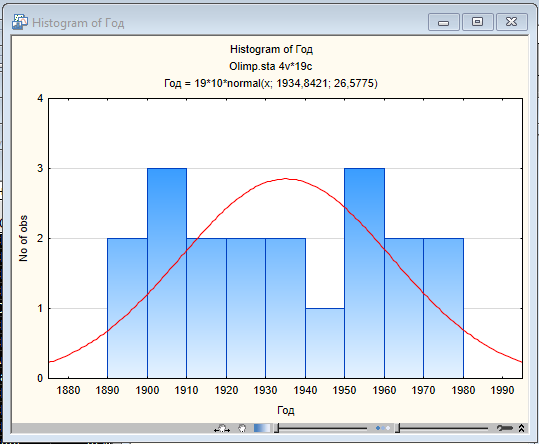 Histogram of Год
Histogram of Год
Olimp.sta 4v*19c
Год = 19*10*normal(x; 1934,8421; 26,5775)
4
3
2
1
0
No of obs
1880 1890 1900 1910 1920 1930 1940 1950 1960 1970 1980 1990
Год